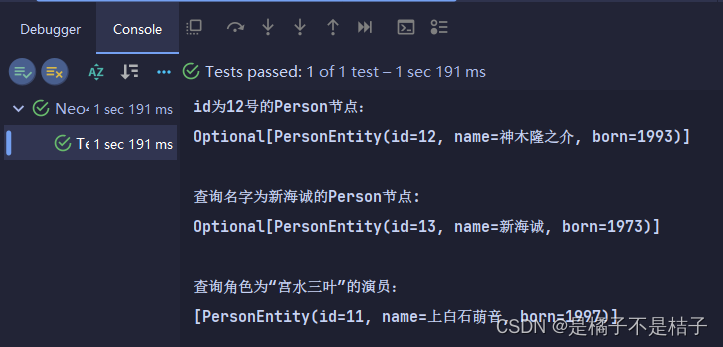 Debugger Console
Tests passed: 1 of 1 test – 1 sec 191 ms
Neo4 1 sec 191 ms
Te 1 sec 191 ms
id为12号的Person节点:
Optional[PersonEntity(id=12, name=神木隆之介, born=1993)]
查询名字为新海诚的Person节点:
Optional[PersonEntity(id=13, name=新海诚, born=1973)]
查询角色为“宫水三叶”的演员:
[PersonEntity(id=11, name=上白石萌音, born=1997)]
CSDN @是橘子不是桔子